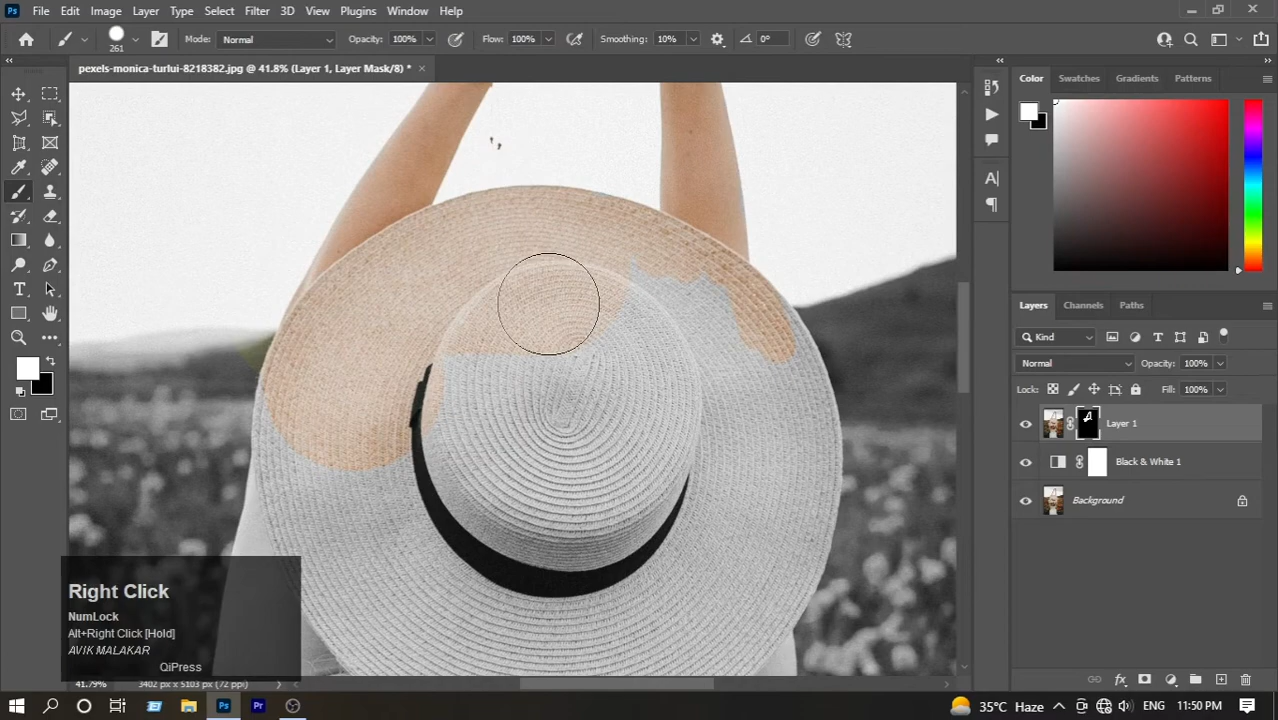 Ps File Edit Image Layer Type Select Filter 3D View Plugins Window Help
261 Mode: Normal Opacity: 100% Flow: 100% Smoothing: 10% 0°
pexels-monica-turlui-8218382.jpg @ 41.8% (Layer 1, Layer Mask/8) *
Color Swatches Gradients Patterns
Layers Channels Paths
Kind
Normal Opacity: 100%
Lock: Fill: 100%
Layer 1
Black & White 1
Background
Right Click
NumLock
Alt+Right Click [Hold]
AVIK MALAKAR
QiPress
41.79% 3402 px x 5103 px (72 ppi)
Ps Pr 35°C Haze ENG 11:50 PM